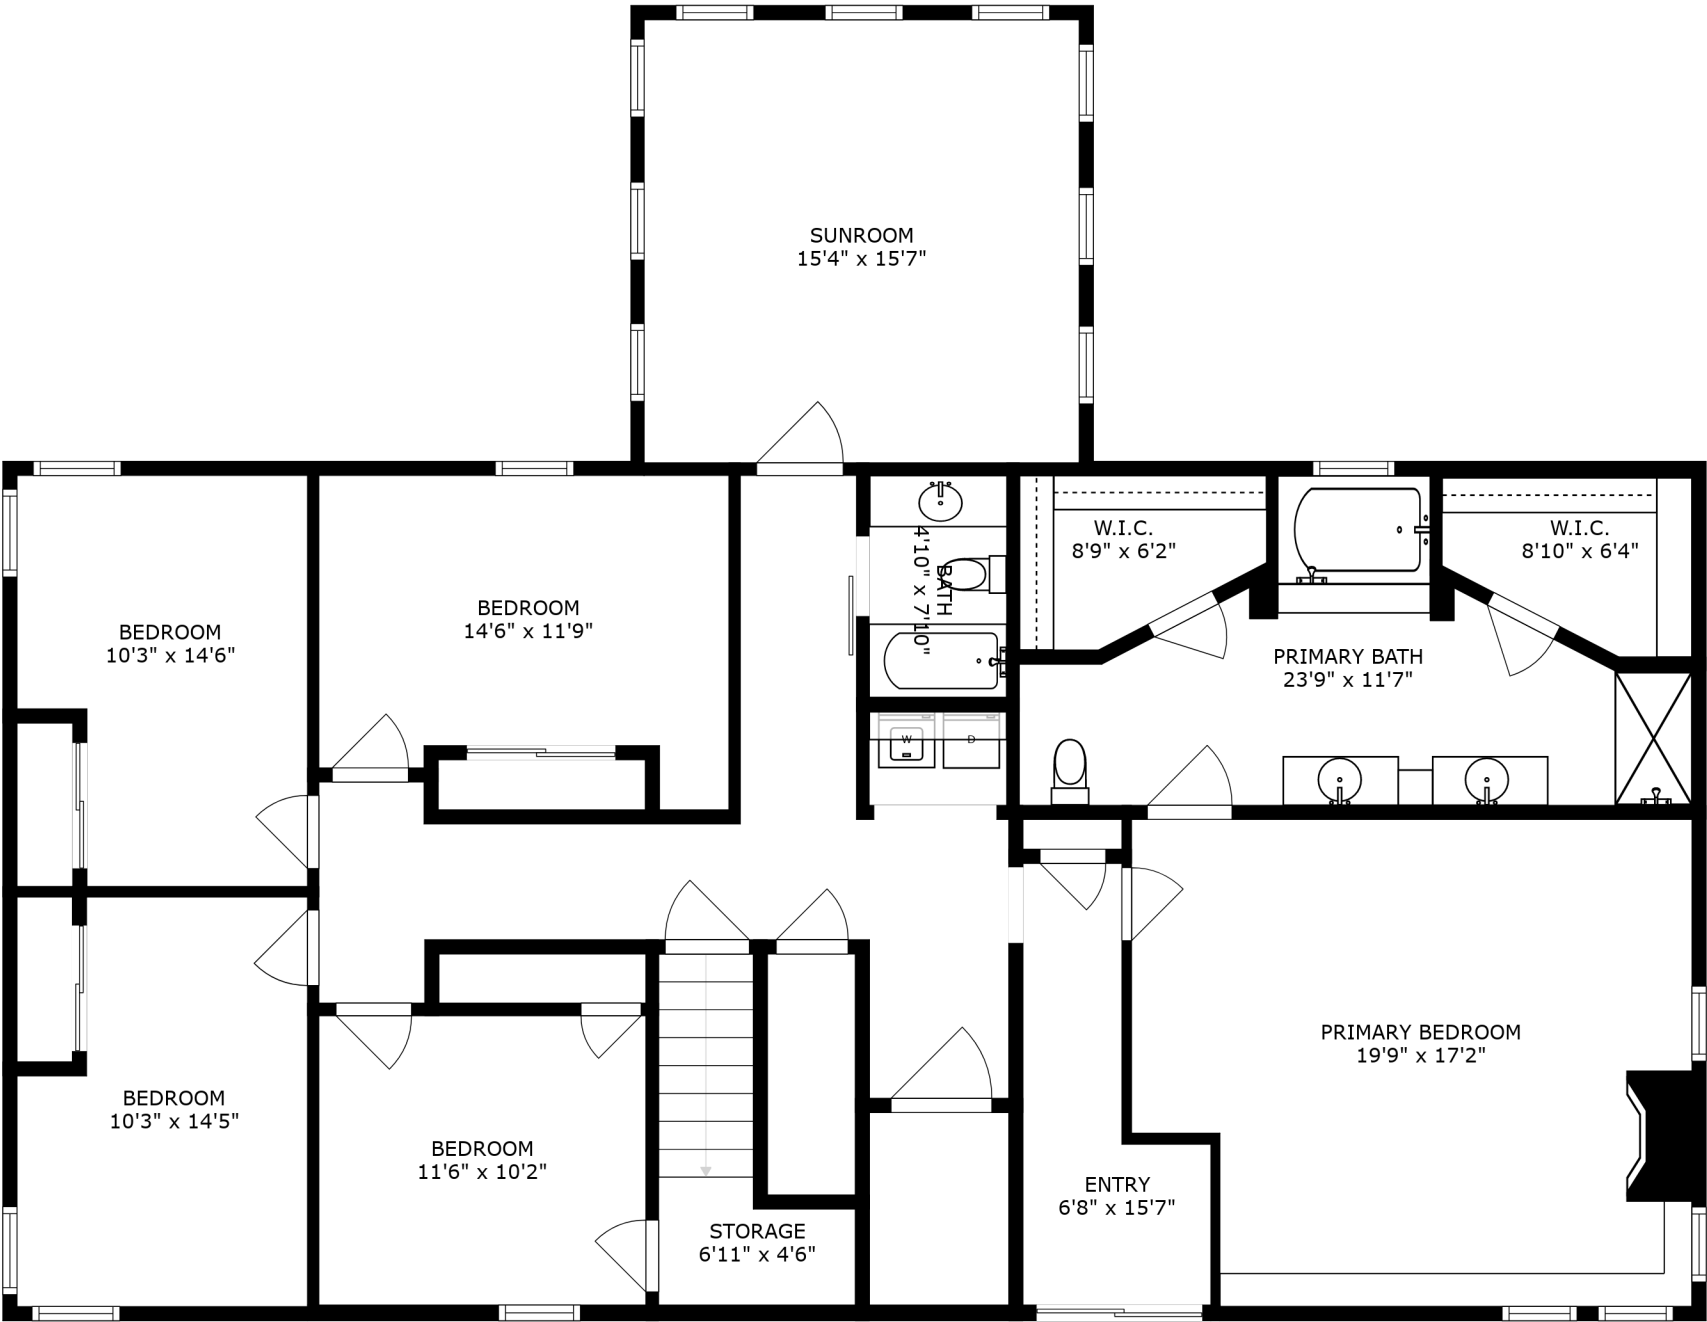 SUNROOM
15'4" x 15'7"
W.I.C.
8'9" x 6'2"
W.I.C.
8'10" x 6'4"
BATH
4'10" x 7'10"
BEDROOM
14'6" x 11'9"
BEDROOM
10'3" x 14'6"
PRIMARY BATH
23'9" x 11'7"
W
D
PRIMARY BEDROOM
19'9" x 17'2"
BEDROOM
10'3" x 14'5"
BEDROOM
11'6" x 10'2"
ENTRY
6'8" x 15'7"
STORAGE
6'11" x 4'6"